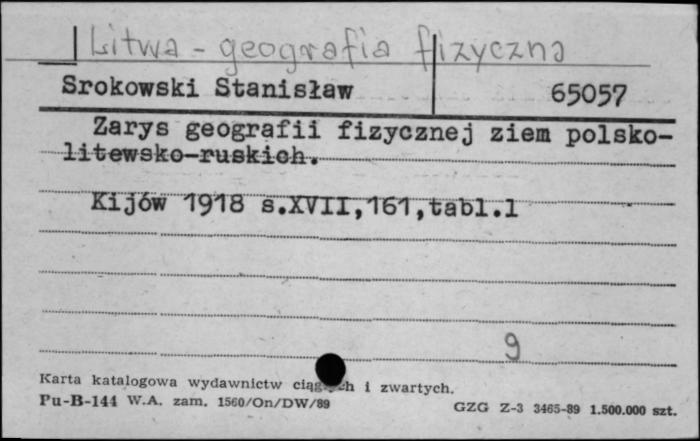 Litwa - geografia fizyczna
Srokowski Stanisław 65057
Zarys geografii fizycznej ziem polsko-
litewsko-ruskich.
Kijów 1918 s.XVII,161,tabl.1
9
Karta katalogowa wydawnictw i zwartych.
Pu-B-144 W.A. zam. 1560/On/DW/89 GZG Z-3 3465-89 1.500.000 szt.